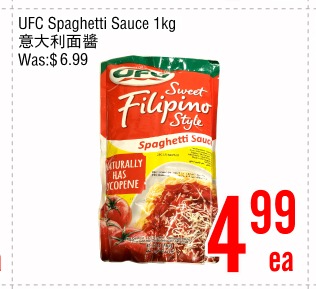 UFC Spaghetti Sauce 1kg
意大利面醬
Was:$6.99
UFC
Sweet
Filipino
Style
Spaghetti Sauce
NATURALLY
HAS
LYCOPENE
4.99
ea